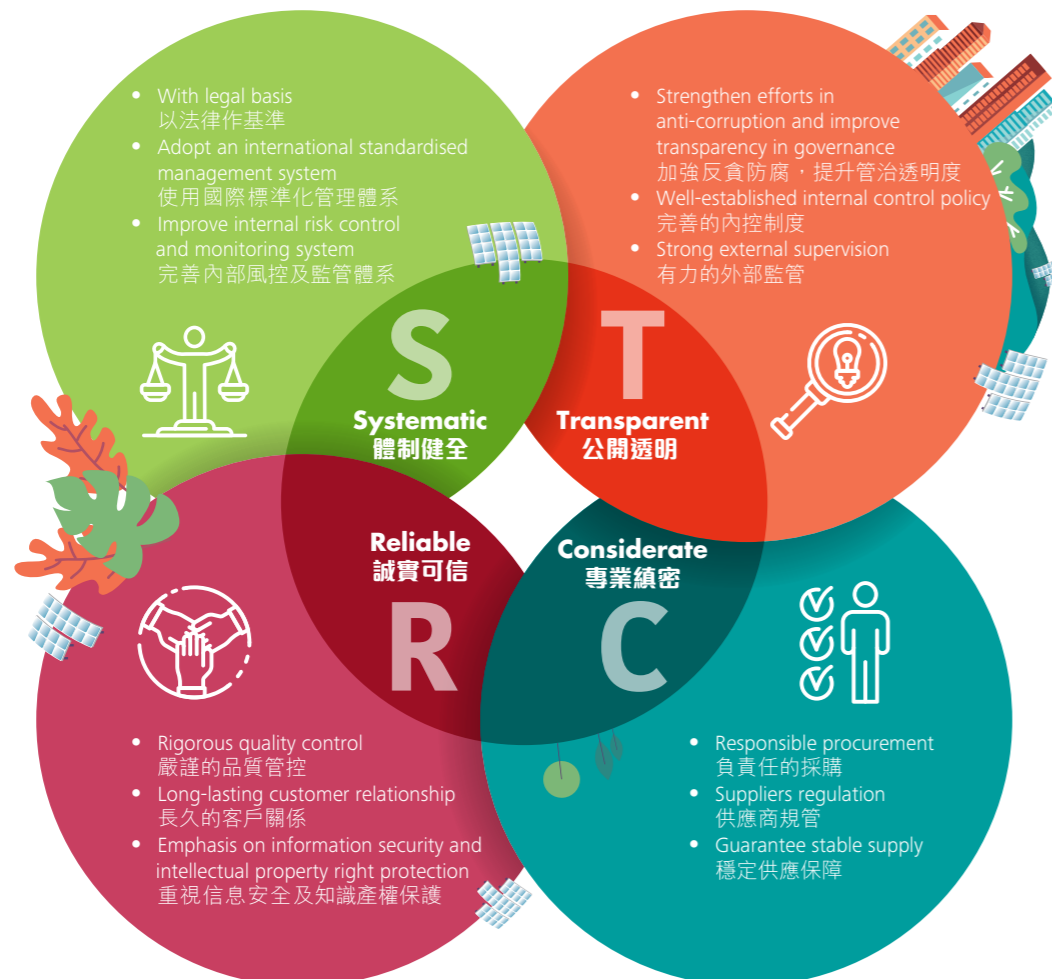 • With legal basis
以法律作基準
• Adopt an international standardised
management system
使用國際標準化管理體系
• Improve internal risk control
and monitoring system
完善內部風控及監管體系
S
Systematic
體制健全
• Strengthen efforts in
anti-corruption and improve
transparency in governance
加強反貪防腐，提升管治透明度
• Well-established internal control policy
完善的內控制度
• Strong external supervision
有力的外部監管
T
Transparent
公開透明
Reliable
誠實可信
R
• Rigorous quality control
嚴謹的品質管控
• Long-lasting customer relationship
長久的客戶關係
• Emphasis on information security and
intellectual property right protection
重視信息安全及知識產權保護
Considerate
專業縝密
C
• Responsible procurement
負責任的採購
• Suppliers regulation
供應商規管
• Guarantee stable supply
穩定供應保障